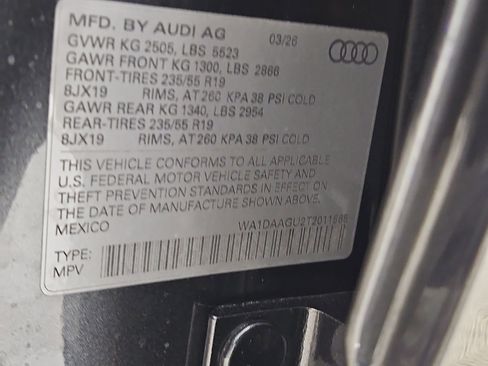 MFD. BY AUDI AG 03/26
GVWR KG 2505, LBS 5523
GAWR FRONT KG 1300, LBS 2866
FRONT-TIRES 235/55 R19
8JX19 RIMS, AT 260 KPA 38 PSI COLD
GAWR REAR KG 1340, LBS 2954
REAR-TIRES 235/55 R19
8JX19 RIMS, AT 260 KPA 38 PSI COLD
THIS VEHICLE CONFORMS TO ALL APPLICABLE
U.S. FEDERAL MOTOR VEHICLE SAFETY AND
THEFT PREVENTION STANDARDS IN EFFECT ON
THE DATE OF MANUFACTURE SHOWN ABOVE.
MEXICO
TYPE:
MPV